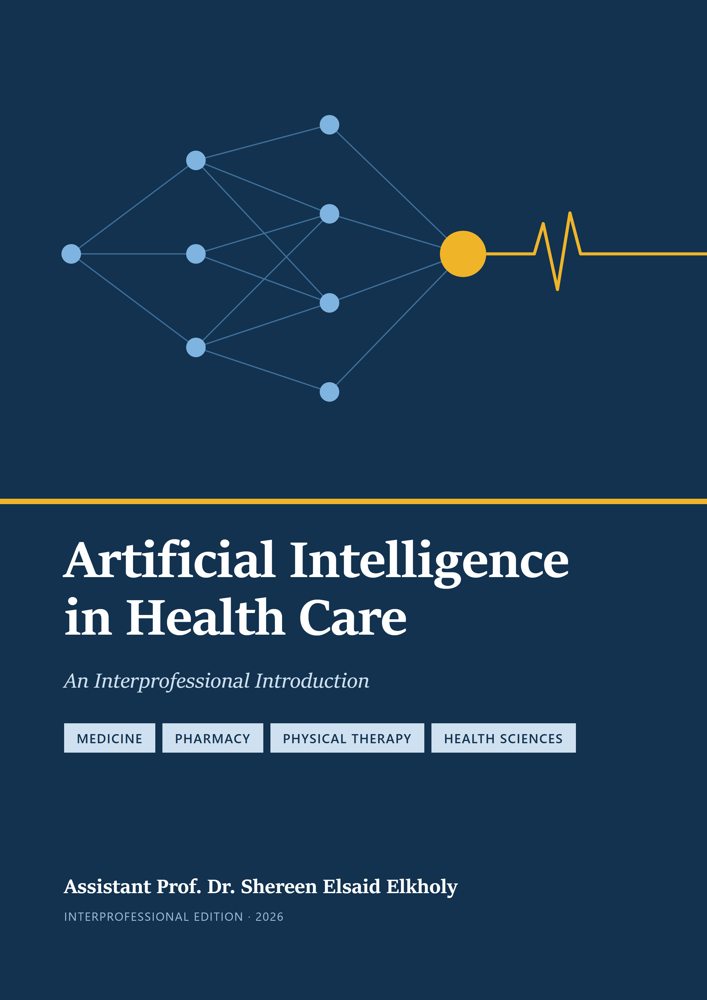 Artificial Intelligence
in Health Care
An Interprofessional Introduction
MEDICINE PHARMACY PHYSICAL THERAPY HEALTH SCIENCES
Assistant Prof. Dr. Shereen Elsaid Elkholy
INTERPROFESSIONAL EDITION · 2026